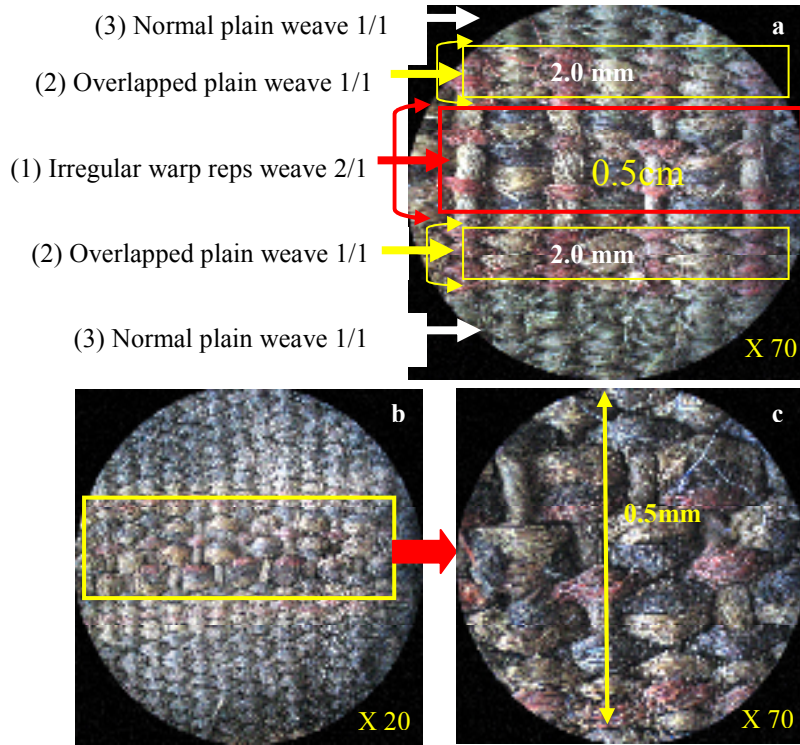 (3) Normal plain weave 1/1
a
(2) Overlapped plain weave 1/1
2.0 mm
(1) Irregular warp reps weave 2/1
0.5cm
(2) Overlapped plain weave 1/1
2.0 mm
(3) Normal plain weave 1/1
X 70
b
c
0.5mm
X 20
X 70